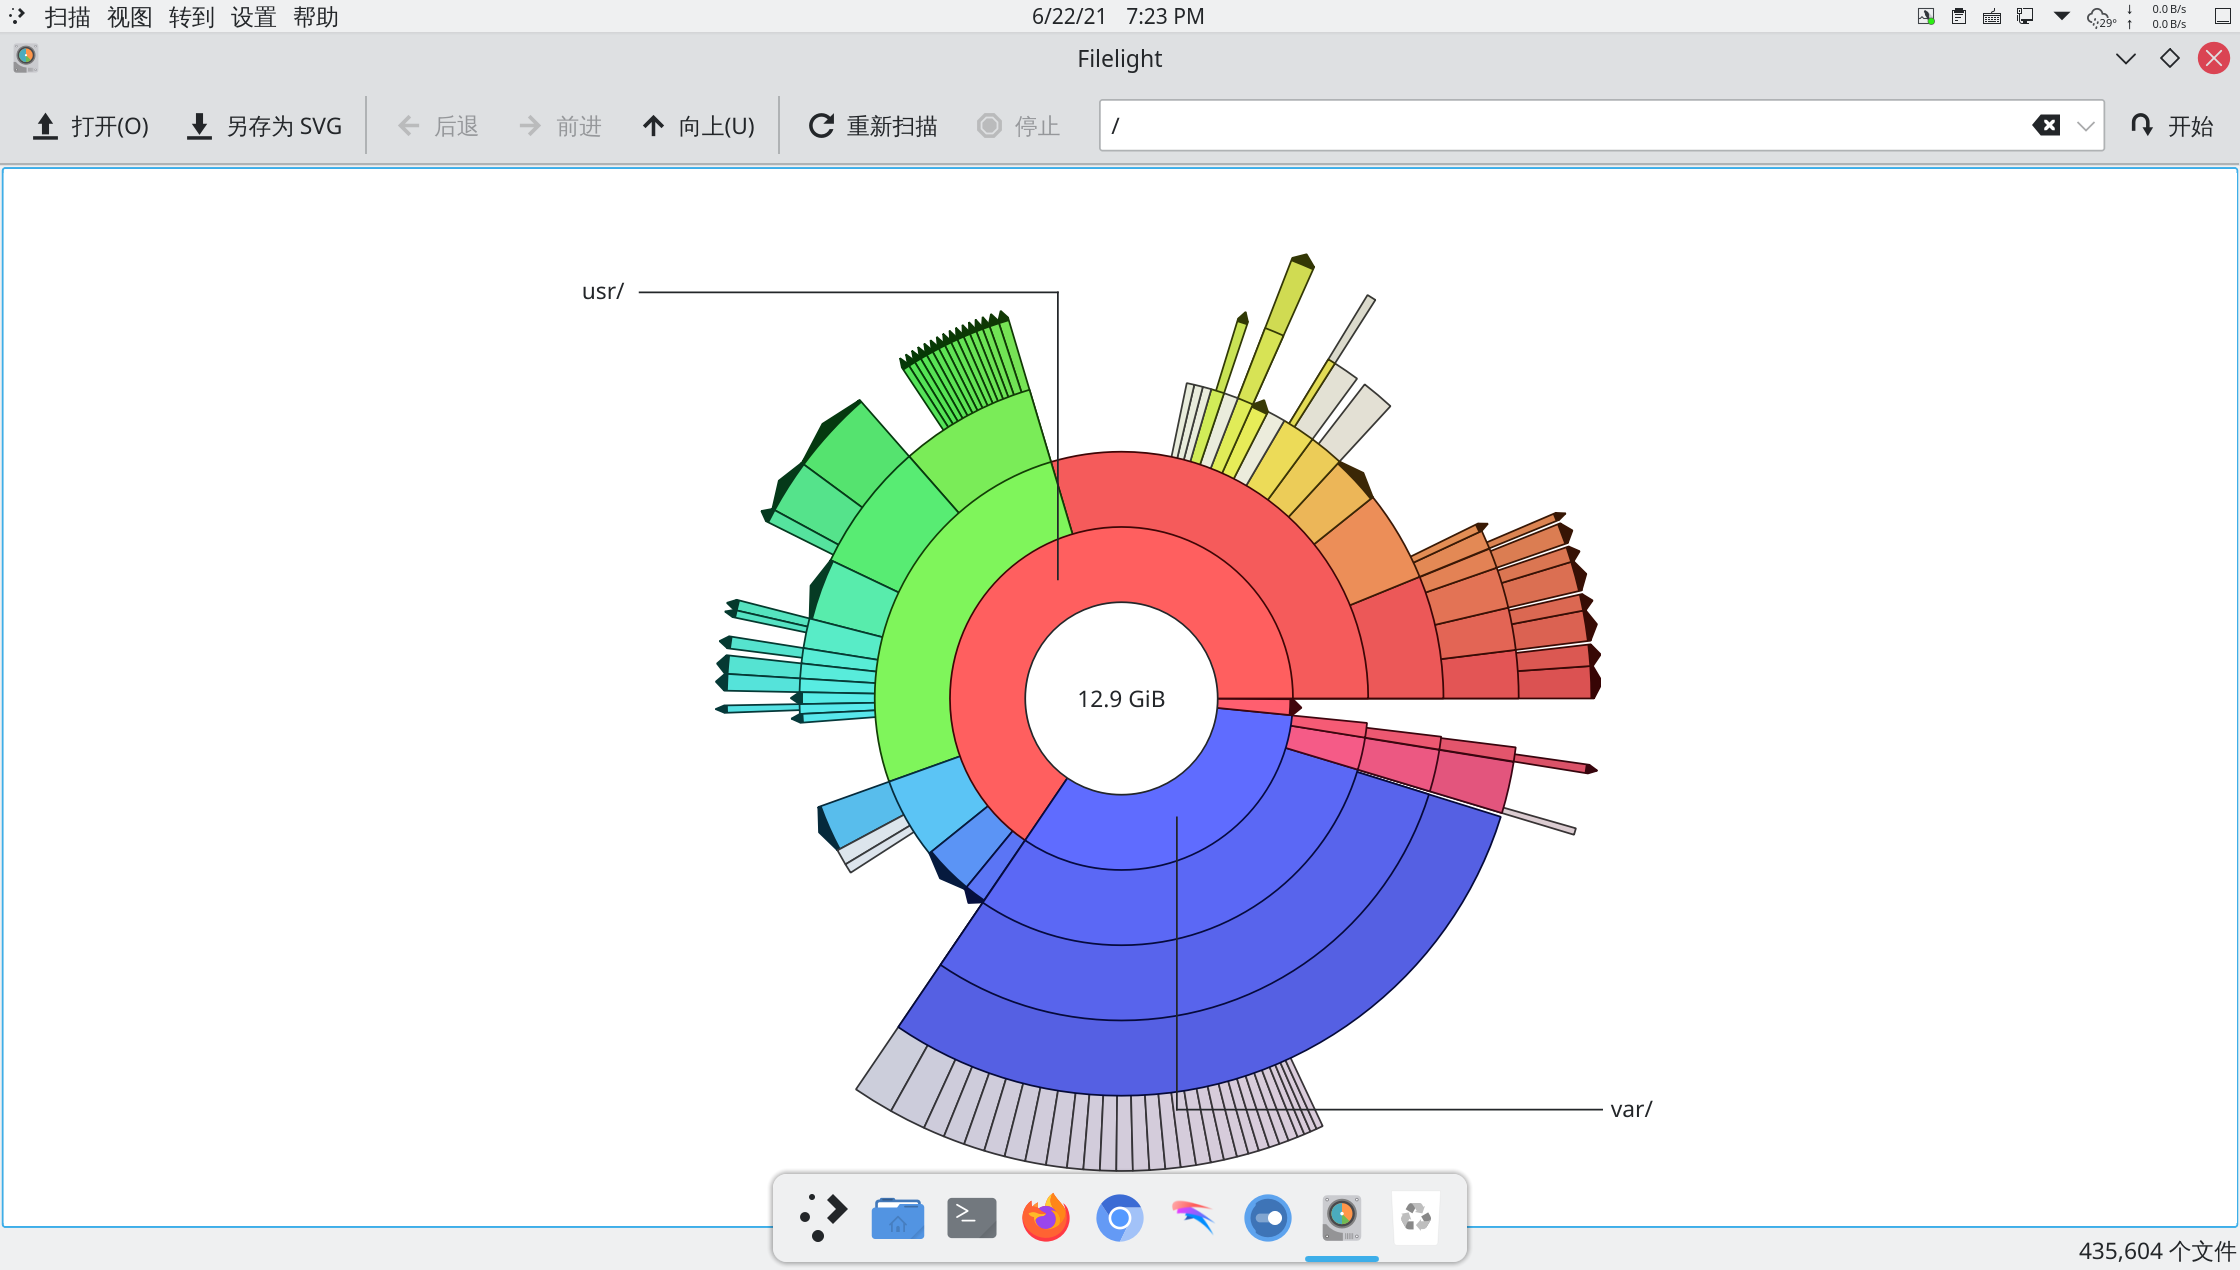 扫描 视图 转到 设置 帮助 6/22/21 7:23 PM 29° ↓ 0.0 B/s
↑ 0.0 B/s
Filelight
打开(O) 另存为 SVG 后退 前进 向上(U) 重新扫描 停止 / 开始
usr/
12.9 GiB
var/
435,604 个文件